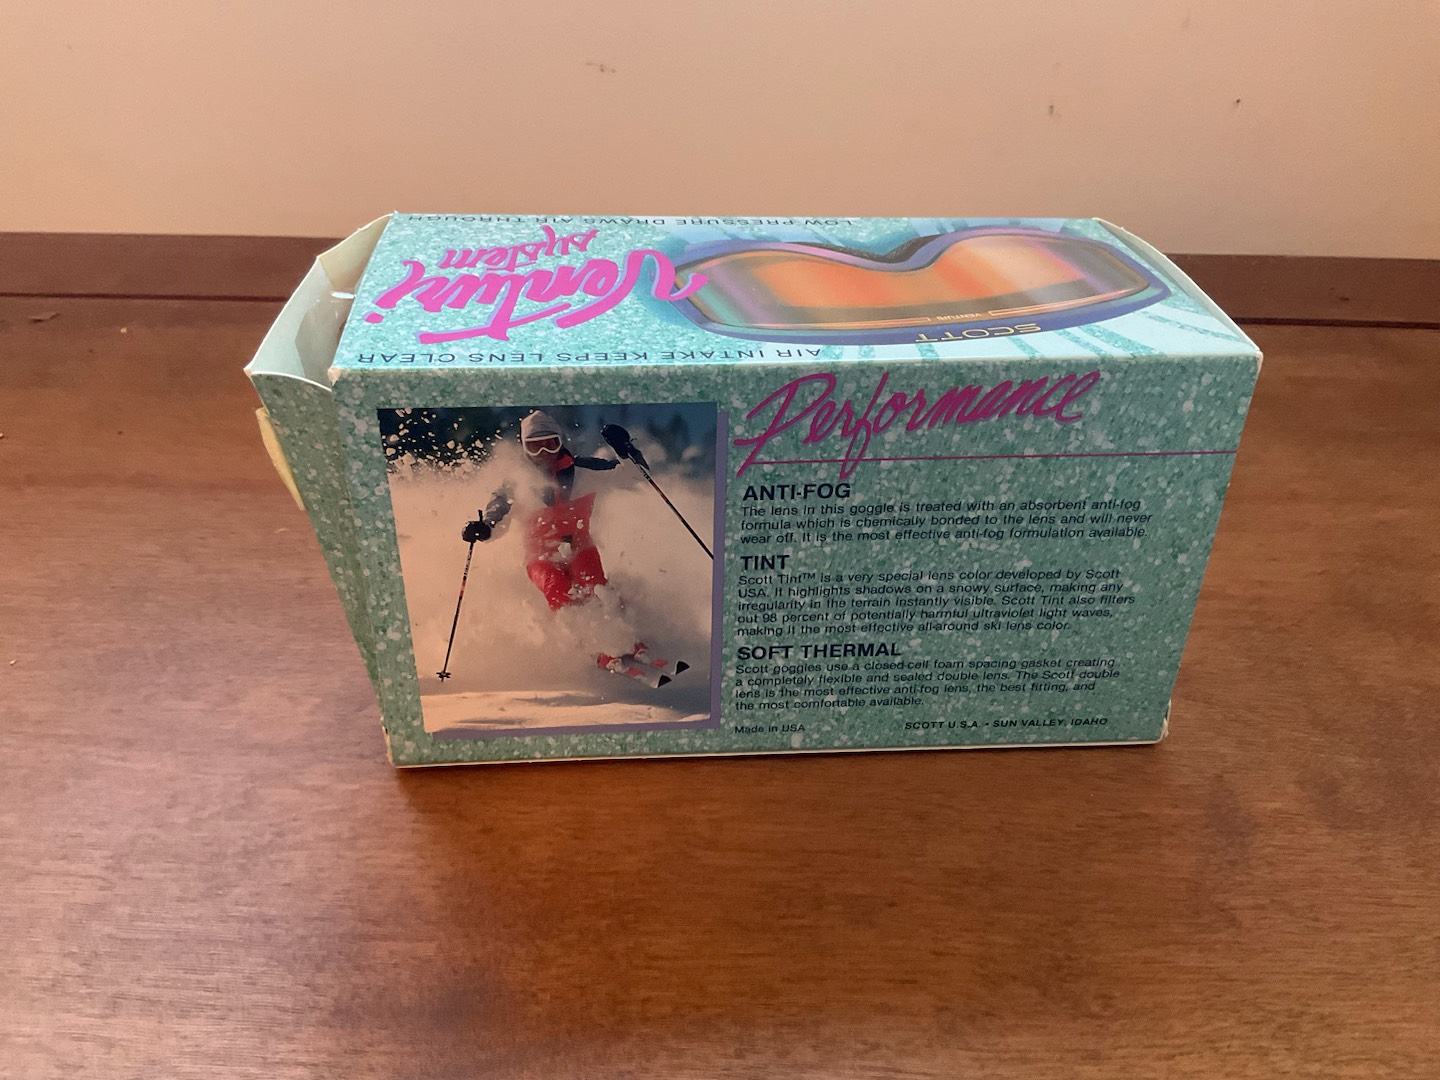 LOW PRESSURE DRAWS AIR THROUGH
Venturi
system
SCOTT
VENTURI
AIR INTAKE KEEPS LENS CLEAR
Performance
ANTI-FOG
The lens in this goggle is treated with an absorbent anti-fog
formula which is chemically bonded to the lens and will never
wear off. It is the most effective anti-fog formulation available.
TINT
Scott Tint™ is a very special lens color developed by Scott
USA. It highlights shadows on a snowy surface, making any
irregularity in the terrain instantly visible. Scott Tint also filters
out 98 percent of potentially harmful ultraviolet light waves,
making it the most effective all-around ski lens color.
SOFT THERMAL
Scott goggles use a closed-cell foam spacing gasket creating
a completely flexible and sealed double lens. The Scott double
lens is the most effective anti-fog lens, the best fitting, and
the most comfortable available.
Made in USA
SCOTT U.S.A. • SUN VALLEY, IDAHO